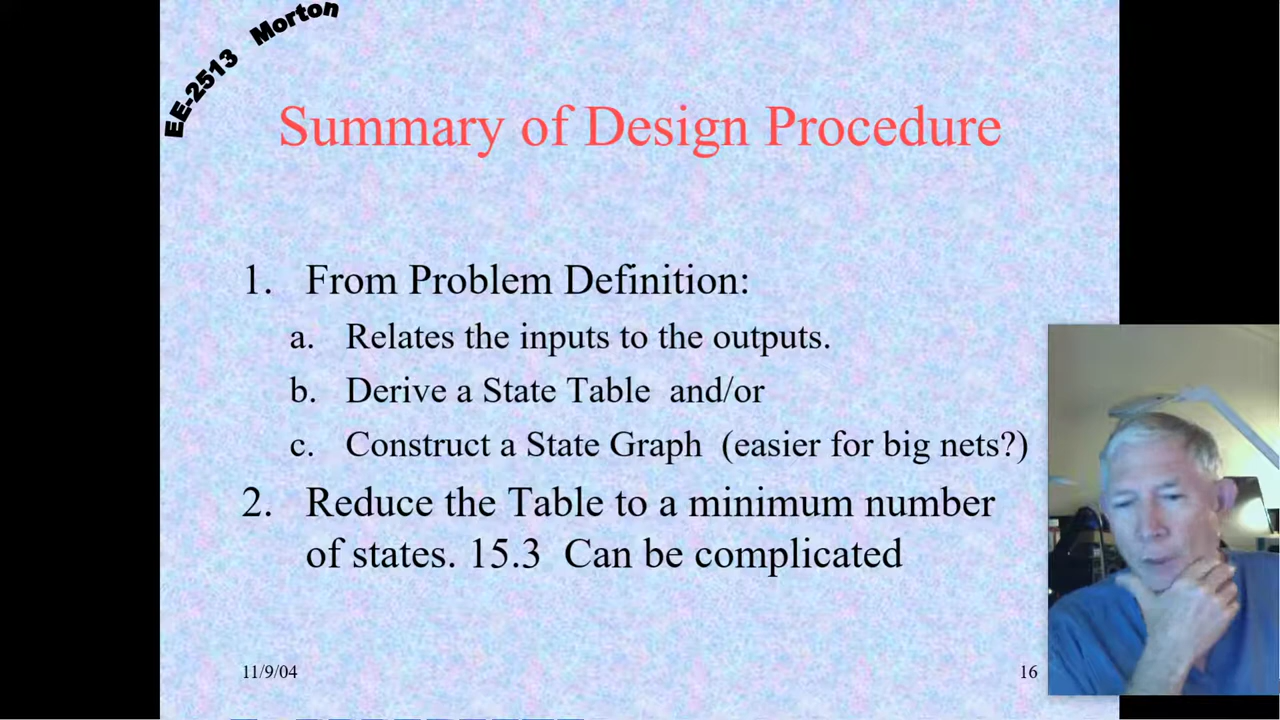 EE-2513 Morton
Summary of Design Procedure
1. From Problem Definition:
a. Relates the inputs to the outputs.
b. Derive a State Table and/or
c. Construct a State Graph (easier for big nets?)
2. Reduce the Table to a minimum number
of states. 15.3 Can be complicated
11/9/04
16